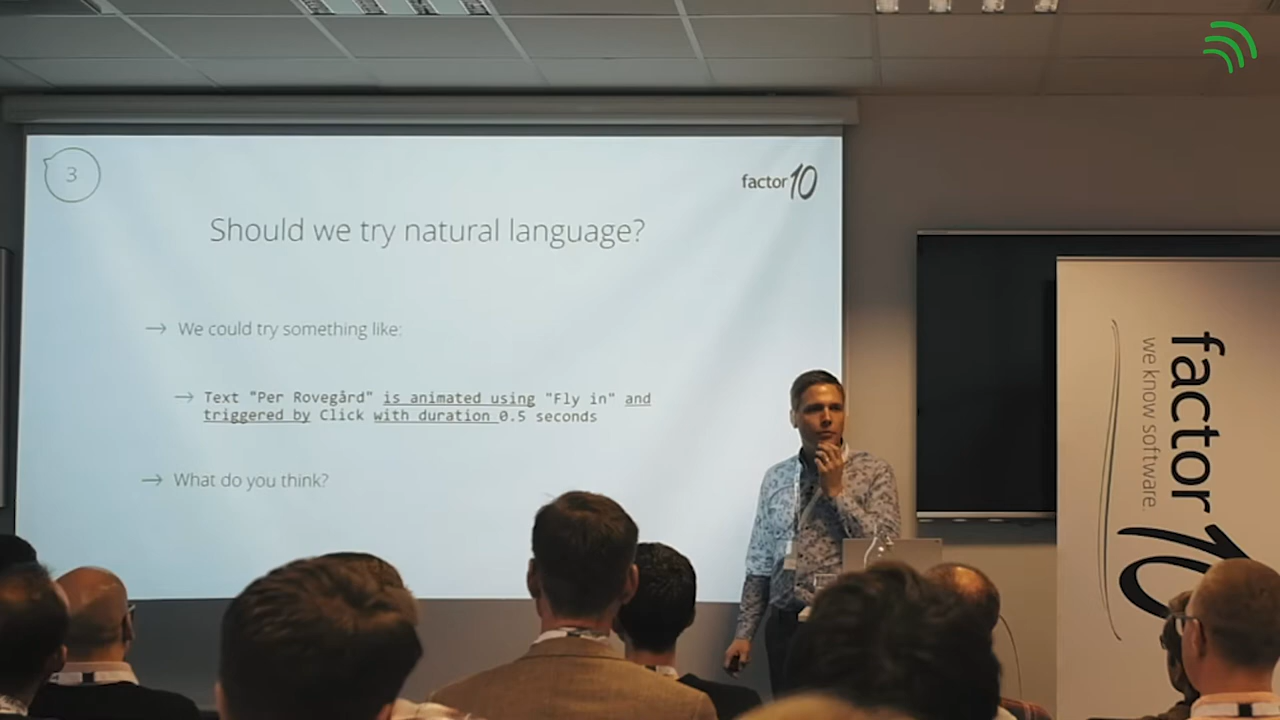 3
factor10
Should we try natural language?
→ We could try something like:
→ Text "Per Rovegård" is animated using "Fly in" and
triggered by Click with duration 0.5 seconds
→ What do you think?
factor10
we know software.